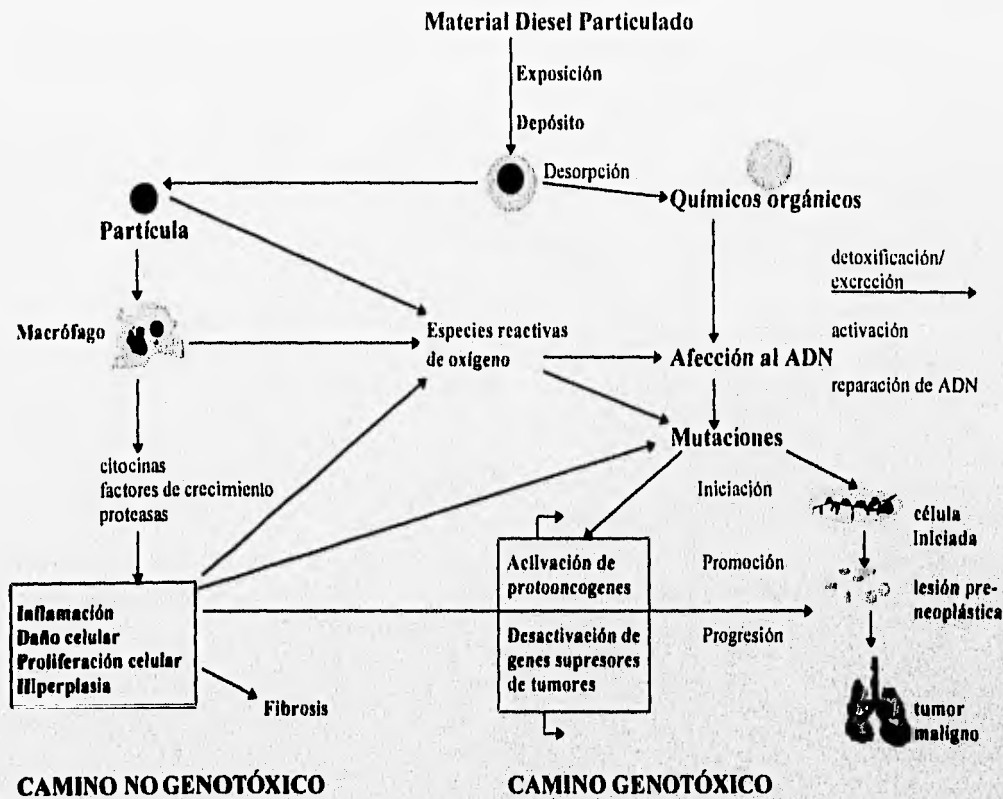 Material Diesel Particulado
Exposición
Depósito
Desorpción
Químicos orgánicos
Partícula
detoxificación/
excreción
Macrófago
Especies reactivas
de oxígeno
activación
Afección al ADN
reparación de ADN
Mutaciones
citocinas
factores de crecimiento
proteasas
Iniciación
célula
Iniciada
Activación de
protooncogenes
Promoción
lesión pre-
neoplástica
Inflamación
Daño celular
Proliferación celular
Hiperplasia
Desactivación de
genes supresores
de tumores
Progresión
Fibrosis
tumor
maligno
CAMINO NO GENOTÓXICO
CAMINO GENOTÓXICO